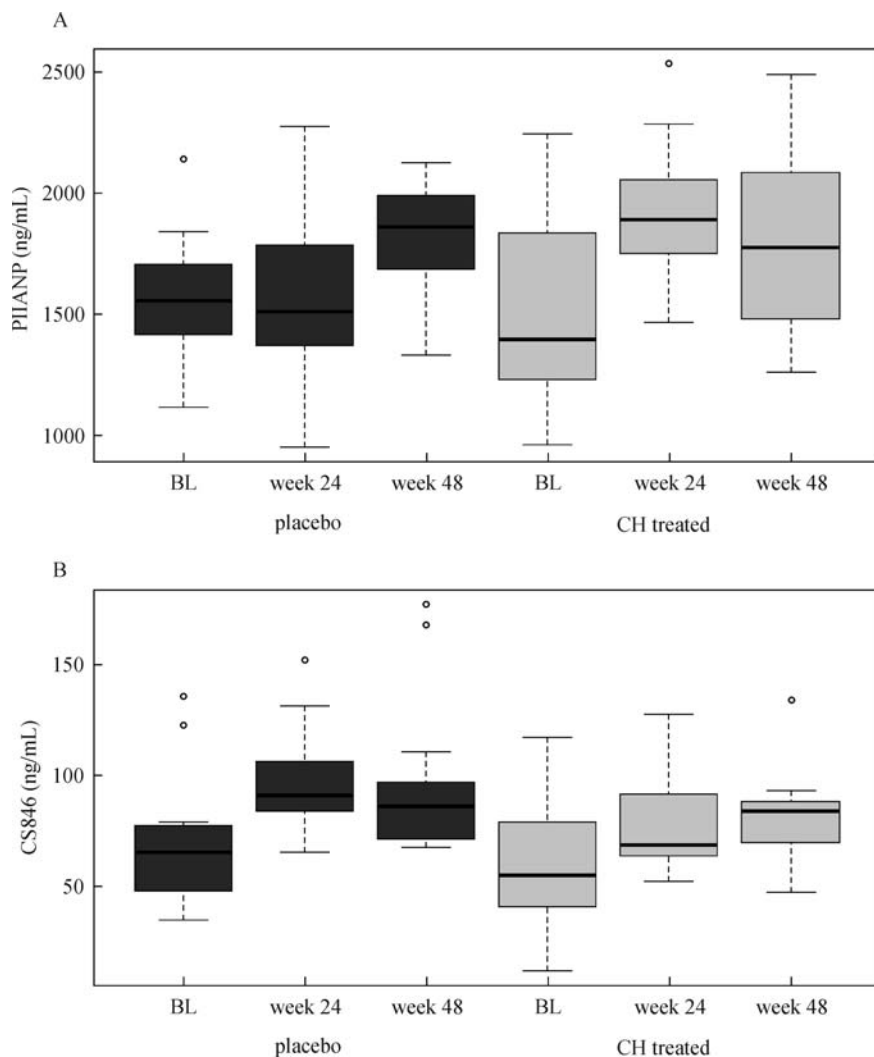 A
PIIANP (ng/mL)
2500
2000
1500
1000
BL week 24 week 48 BL week 24 week 48
placebo CH treated
B
CS846 (ng/mL)
150
100
50
BL week 24 week 48 BL week 24 week 48
placebo CH treated